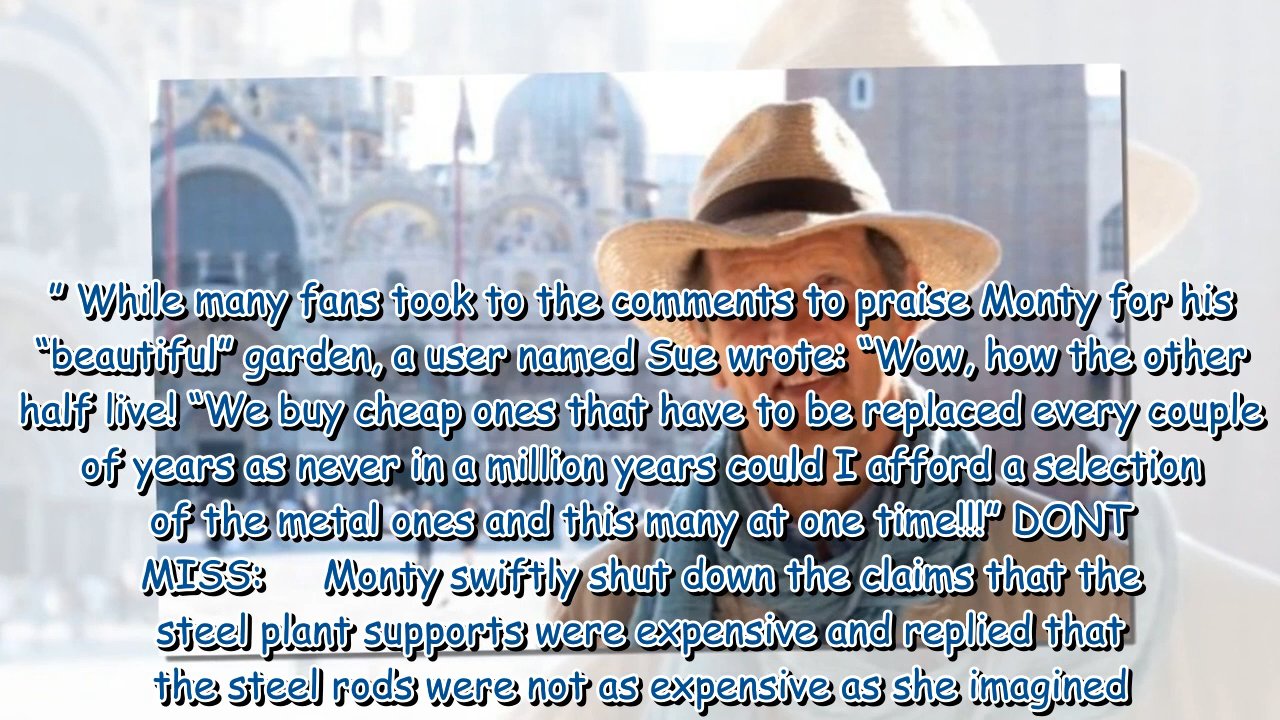 ” While many fans took to the comments to praise Monty for his
“beautiful” garden, a user named Sue wrote: “Wow, how the other
half live! “We buy cheap ones that have to be replaced every couple
of years as never in a million years could I afford a selection
of the metal ones and this many at one time!!!” DONT
MISS: Monty swiftly shut down the claims that the
steel plant supports were expensive and replied that
the steel rods were not as expensive as she imagined